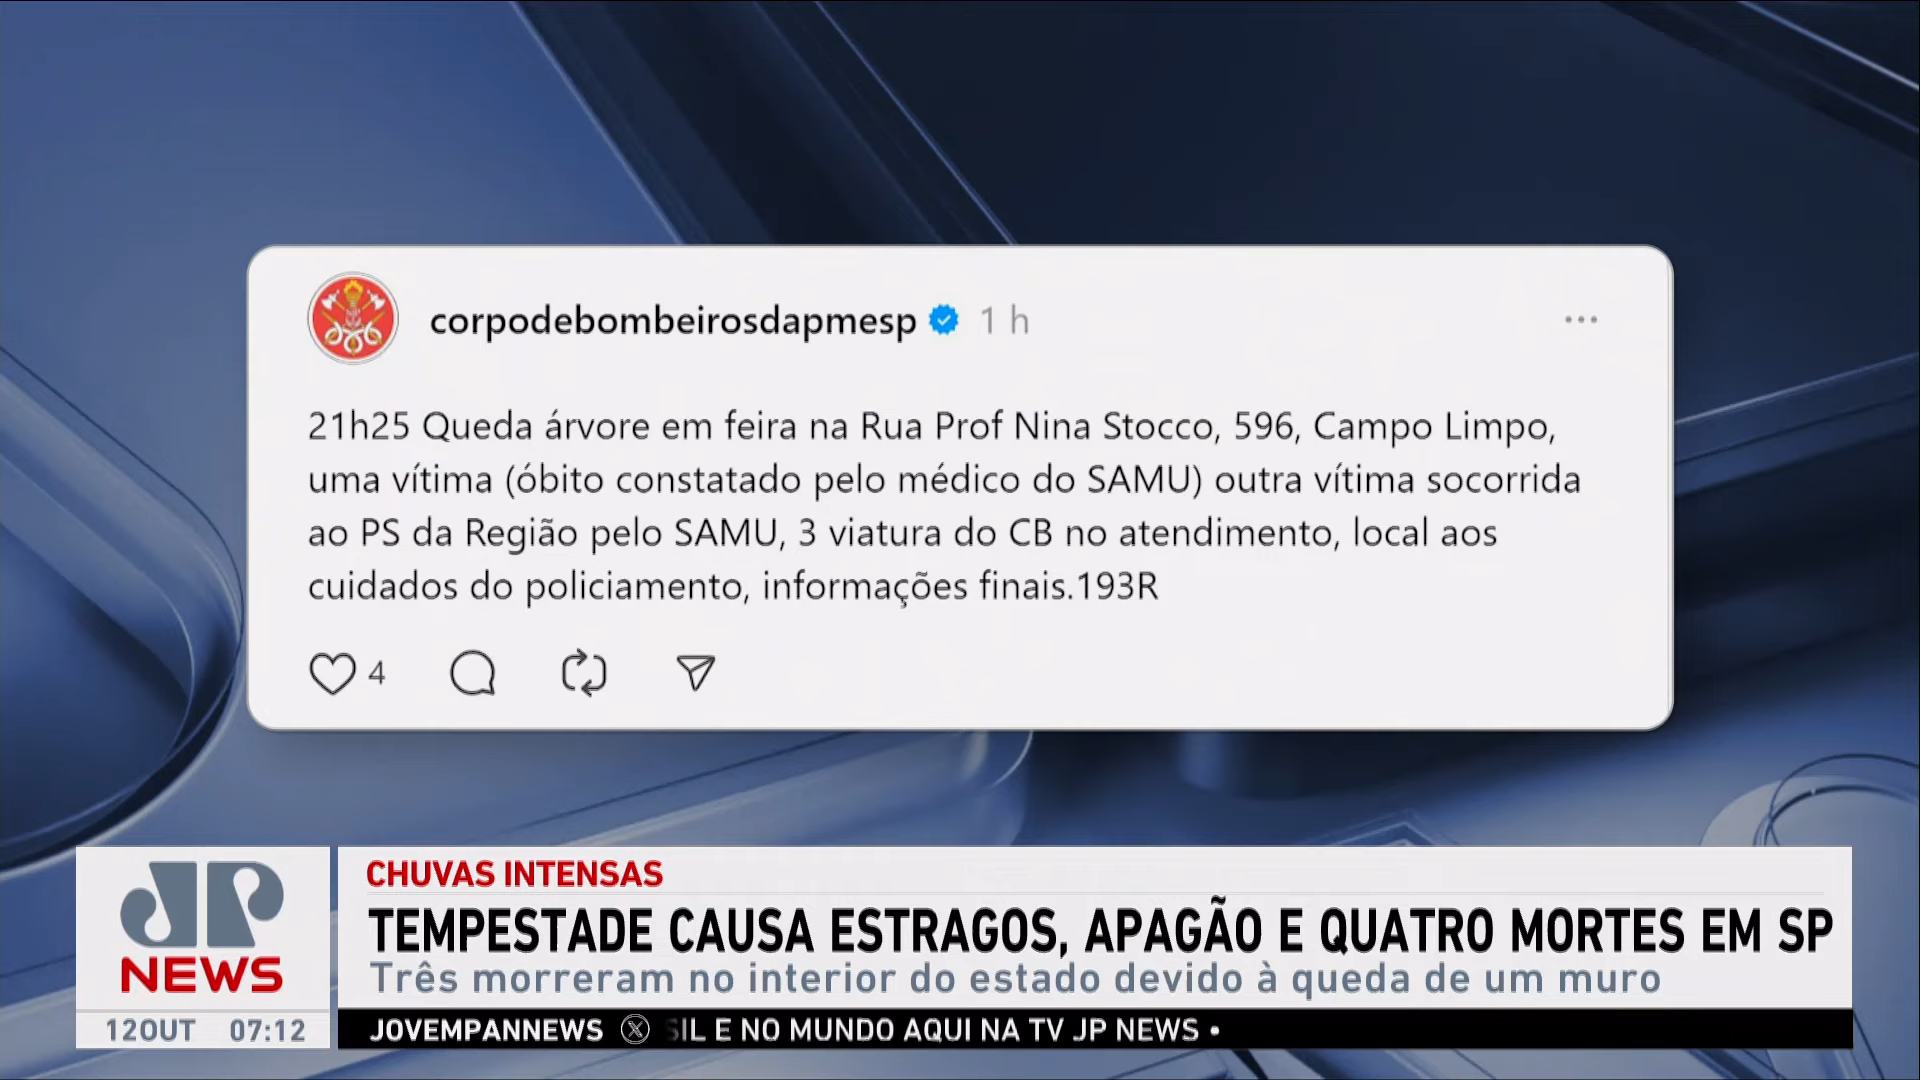 corpodebombeirosdapmesp 1 h
21h25 Queda árvore em feira na Rua Prof Nina Stocco, 596, Campo Limpo,
uma vítima (óbito constatado pelo médico do SAMU) outra vítima socorrida
ao PS da Região pelo SAMU, 3 viatura do CB no atendimento, local aos
cuidados do policiamento, informações finais.193R
4
CHUVAS INTENSAS
TEMPESTADE CAUSA ESTRAGOS, APAGÃO E QUATRO MORTES EM SP
Três morreram no interior do estado devido à queda de um muro
JP
NEWS
12OUT 07:12
JOVEMPANNEWS X SIL E NO MUNDO AQUI NA TV JP NEWS •